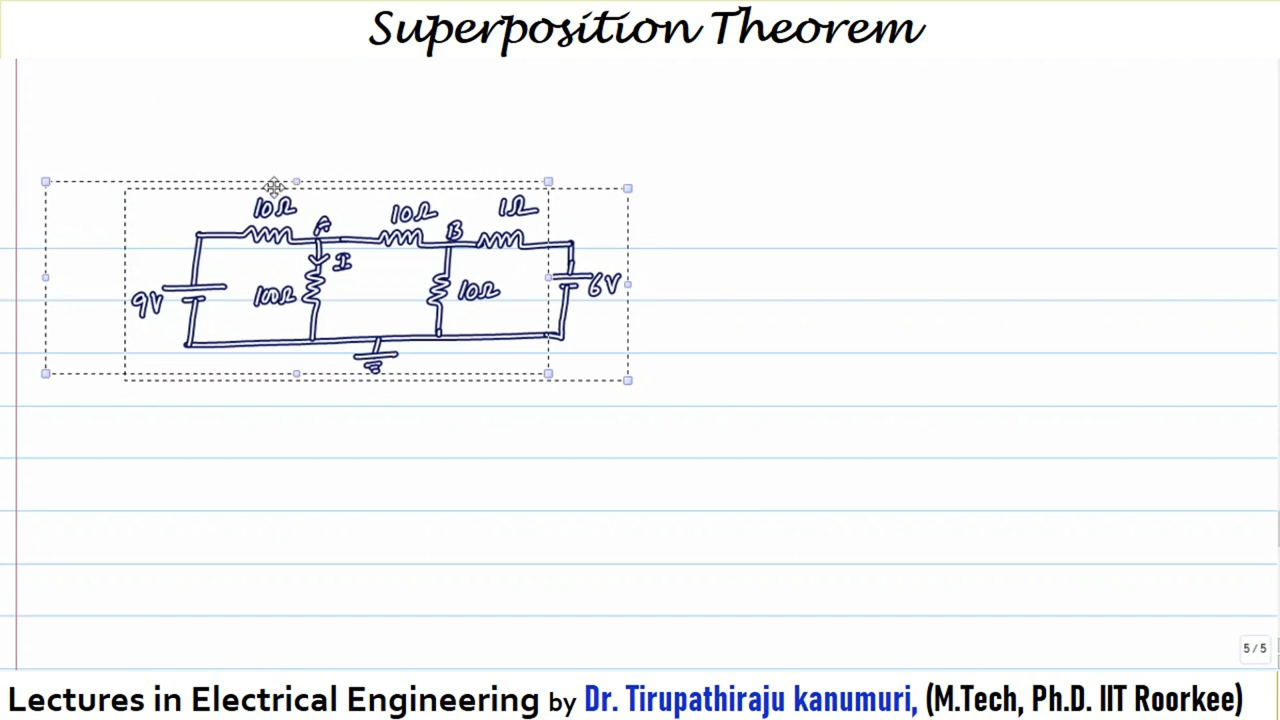 Superposition Theorem
10Ω A 10Ω B 1Ω
I
9V 100Ω 10Ω 6V
5 / 5
Lectures in Electrical Engineering by Dr. Tirupathiraju kanumuri, (M.Tech, Ph.D. IIT Roorkee)